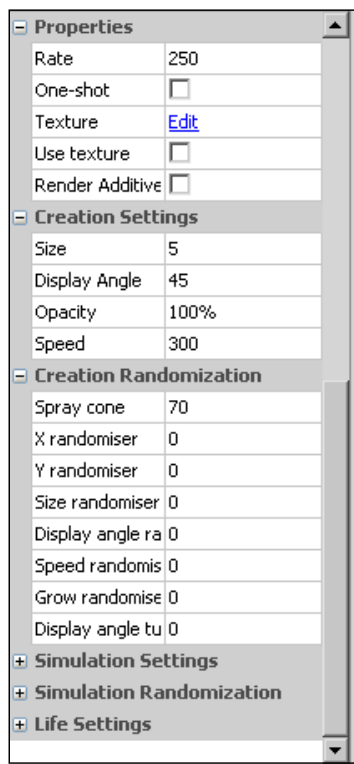 Properties
Rate 250
One-shot
Texture Edit
Use texture
Render Additive
Creation Settings
Size 5
Display Angle 45
Opacity 100%
Speed 300
Creation Randomization
Spray cone 70
X randomiser 0
Y randomiser 0
Size randomiser 0
Display angle ra 0
Speed randomis 0
Grow randomise 0
Display angle tu 0
Simulation Settings
Simulation Randomization
Life Settings